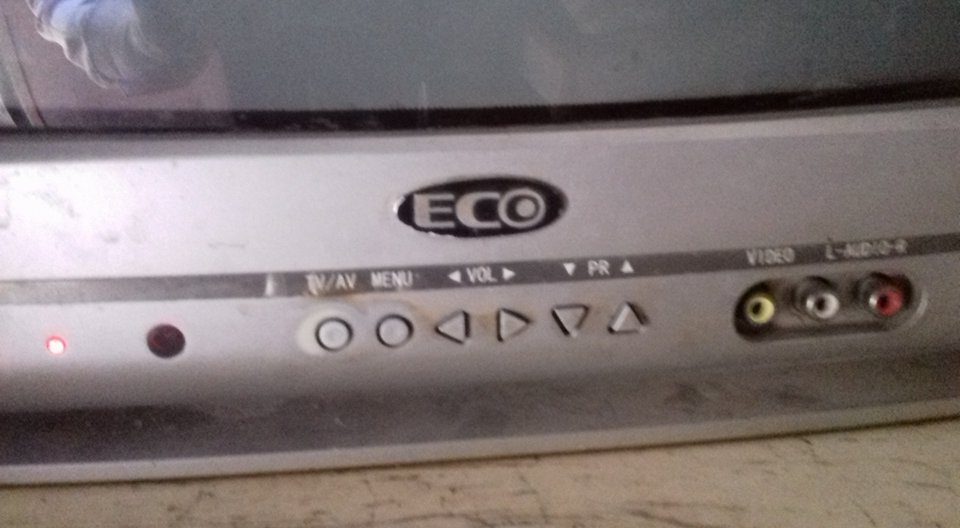 ECO
TV/AV MENU ◄ VOL ► ▼ PR ▲
VIDEO L-AUDIO-R